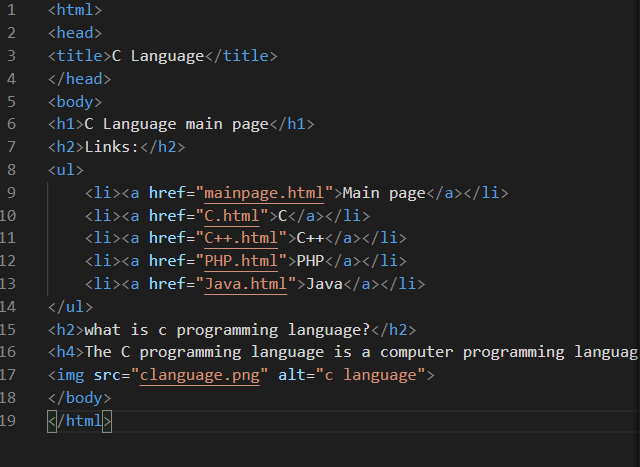 1 <html>
2 <head>
3 <title>C Language</title>
4 </head>
5 <body>
6 <h1>C Language main page</h1>
7 <h2>Links:</h2>
8 <ul>
9     <li><a href="mainpage.html">Main page</a></li>
10     <li><a href="C.html">C</a></li>
11     <li><a href="C++.html">C++</a></li>
12     <li><a href="PHP.html">PHP</a></li>
13     <li><a href="Java.html">Java</a></li>
14 </ul>
15 <h2>what is c programming language?</h2>
16 <h4>The C programming language is a computer programming languag
17 <img src="clanguage.png" alt="c language">
18 </body>
19 </html>